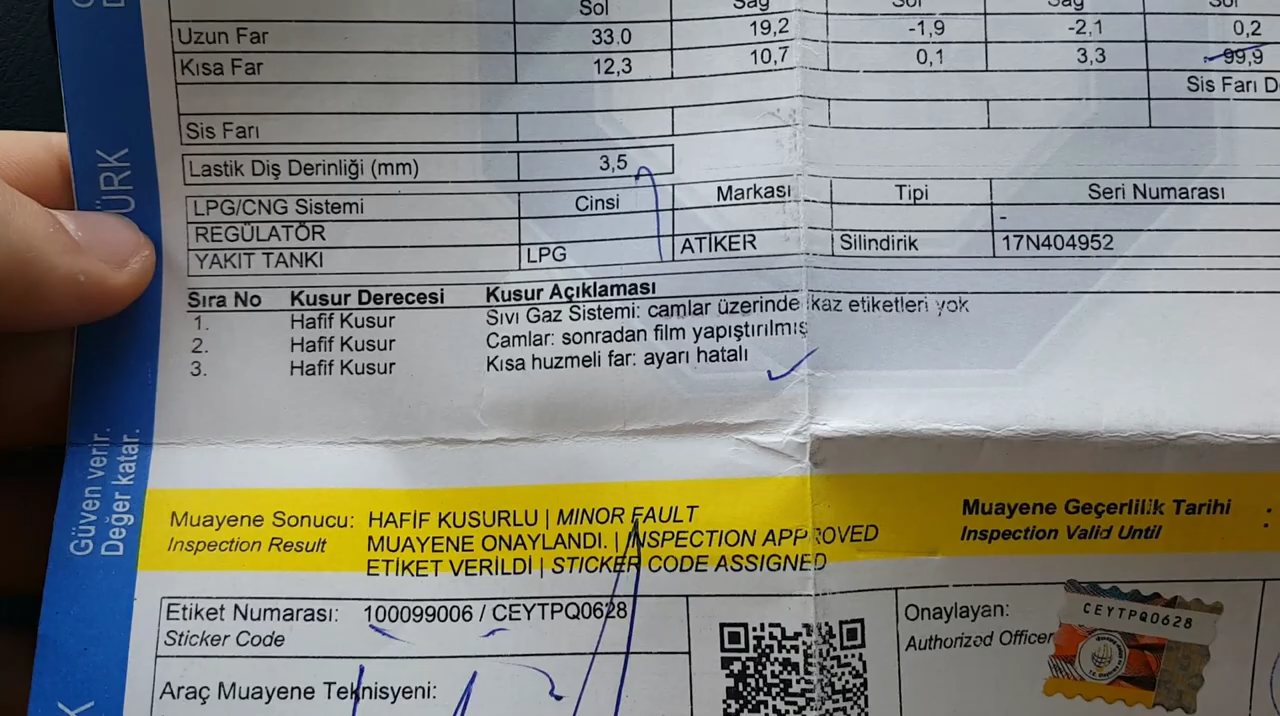 Sol Sağ Sol Sağ Sol
Uzun Far 33.0 19,2 -1,9 -2,1 0,2
Kısa Far 12,3 10,7 0,1 3,3 -99,9
Sis Farı D
Sis Farı
Lastik Diş Derinliği (mm) 3,5
LPG/CNG Sistemi Cinsi Markası Tipi Seri Numarası
REGÜLATÖR -
YAKIT TANKI LPG ATİKER Silindirik 17N404952
Sıra No Kusur Derecesi Kusur Açıklaması
1. Hafif Kusur Sıvı Gaz Sistemi: camlar üzerinde ikaz etiketleri yok
2. Hafif Kusur Camlar: sonradan film yapıştırılmış
3. Hafif Kusur Kısa huzmeli far: ayarı hatalı
Muayene Sonucu: HAFİF KUSURLU | MINOR FAULT
Inspection Result MUAYENE ONAYLANDI. | INSPECTION APPROVED
ETİKET VERİLDİ | STICKER CODE ASSIGNED
Muayene Geçerlilik Tarihi :
Inspection Valid Until
Etiket Numarası: 100099006 / CEYTPQ0628
Sticker Code
Onaylayan:
Authorized Officer
CEYTPQ0628
Araç Muayene Teknisyeni:
ÜRK
Güven verir.
Değer katar.
K